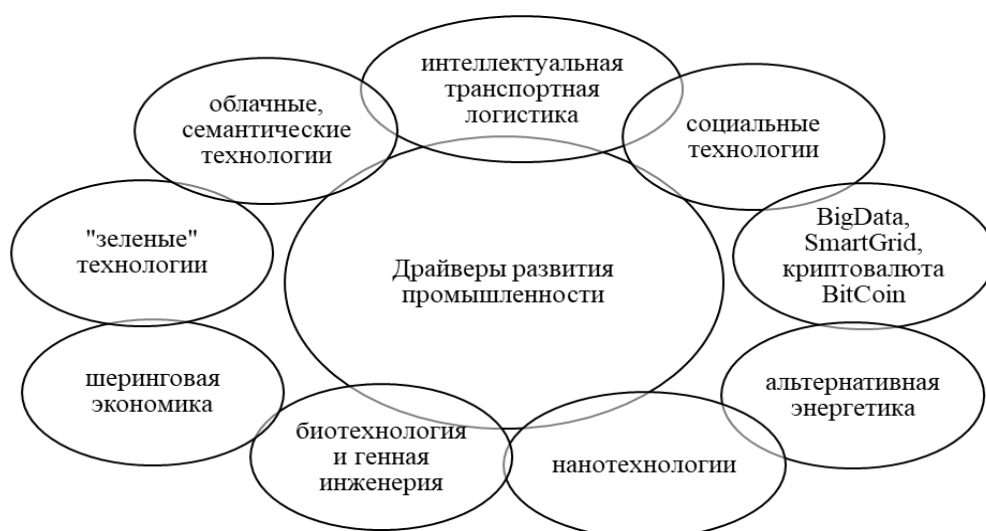 интеллектуальная
транспортная
логистика
облачные,
семантические
технологии
социальные
технологии
"зеленые"
технологии
BigData,
SmartGrid,
криптовалюта
BitCoin
Драйверы развития
промышленности
шеринговая
экономика
альтернативная
энергетика
биотехнология
и генная
инженерия
нанотехнологии